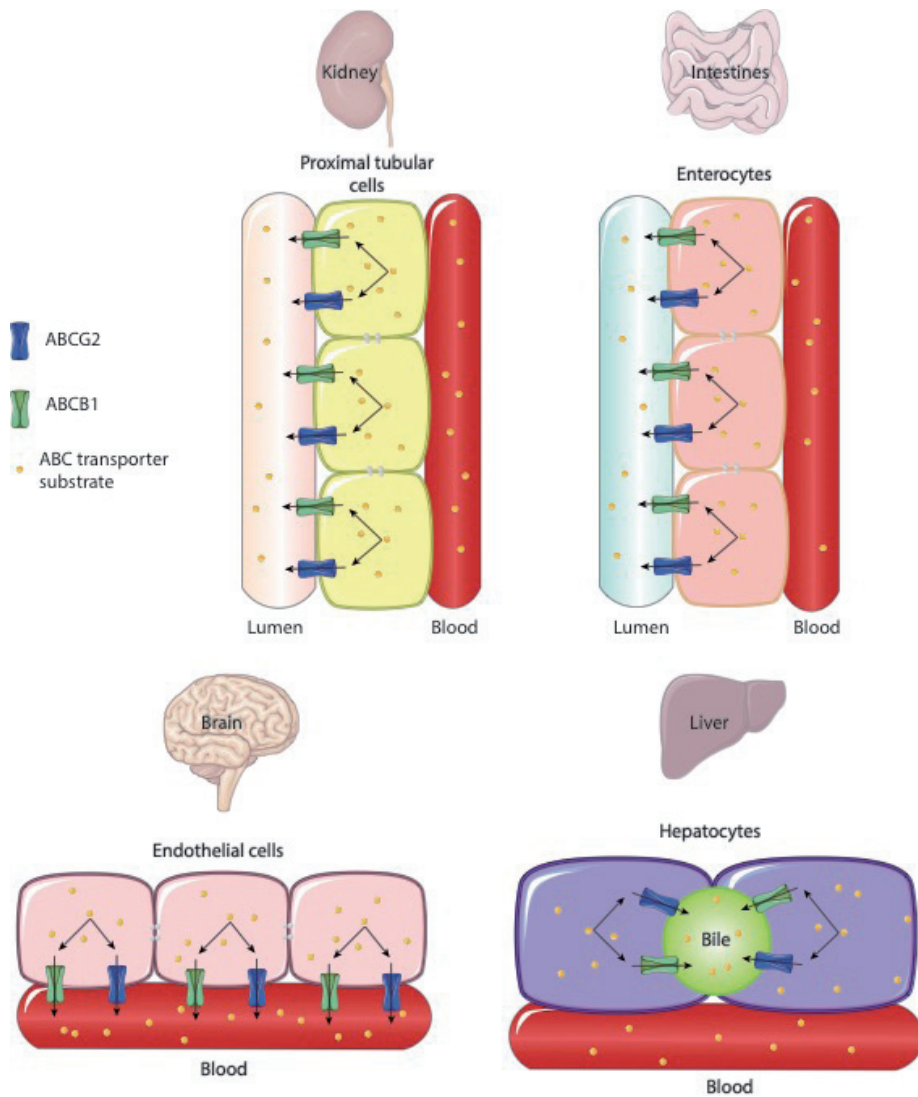 Kidney
Intestines
Proximal tubular
cells
Enterocytes
ABCG2
ABCB1
ABC transporter
substrate
Lumen
Blood
Lumen
Blood
Brain
Liver
Endothelial cells
Hepatocytes
Bile
Blood
Blood